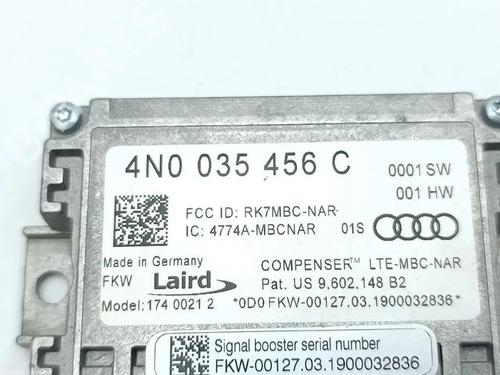 4N0 035 456 C
0001 SW
001 HW
FCC ID: RK7MBC-NAR
IC: 4774A-MBCNAR 01S
Made in Germany
FKW Laird
COMPENSER™ LTE-MBC-NAR
Pat. US 9,602,148 B2
Model: 174 0021 2 *0D0 FKW-00127.03.1900032836*
Signal booster serial number
FKW-00127.03.1900032836